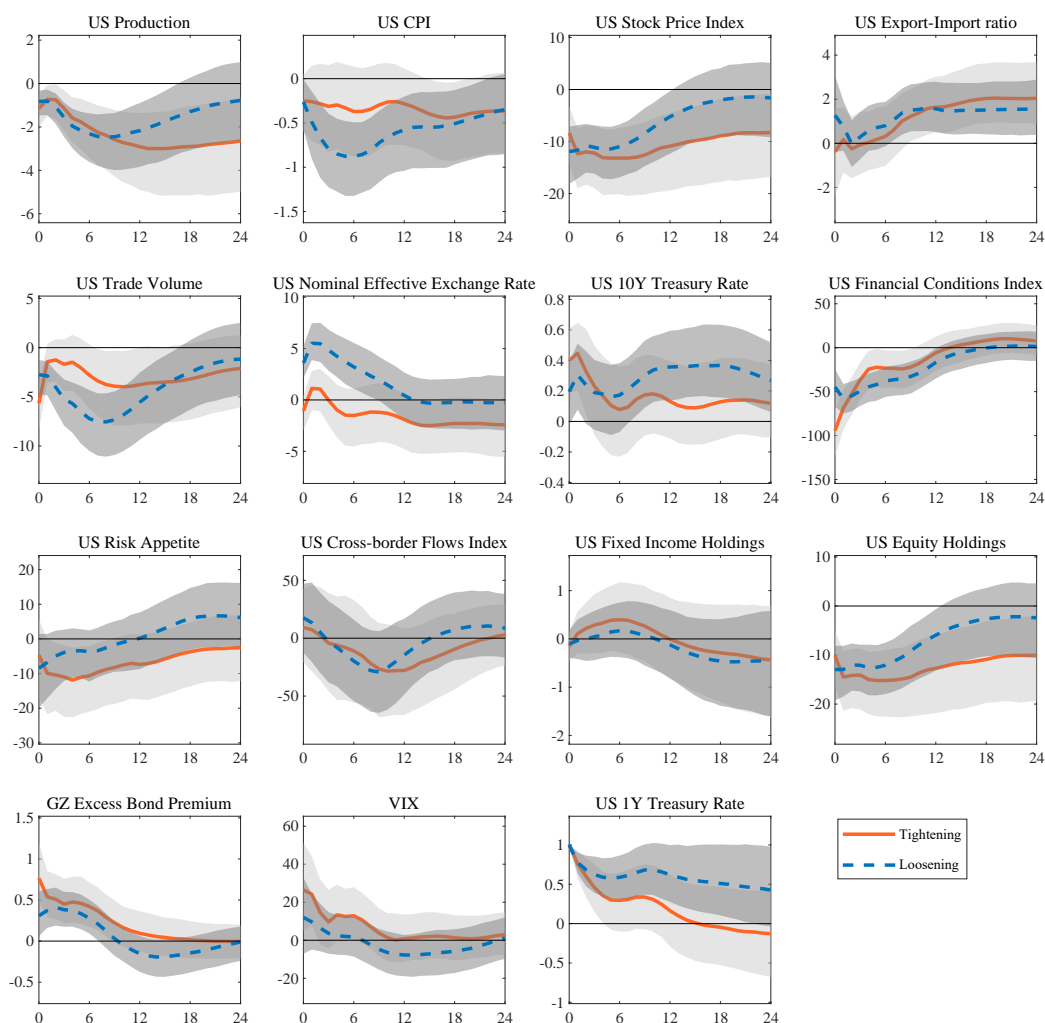 US Production
2
0
-2
-4
-6
0 6 12 18 24
US CPI
0
-0.5
-1
-1.5
0 6 12 18 24
US Stock Price Index
10
0
-10
-20
0 6 12 18 24
US Export-Import ratio
4
2
0
-2
0 6 12 18 24
US Trade Volume
5
0
-5
-10
0 6 12 18 24
US Nominal Effective Exchange Rate
10
5
0
-5
0 6 12 18 24
US 10Y Treasury Rate
0.8
0.6
0.4
0.2
0
-0.2
-0.4
0 6 12 18 24
US Financial Conditions Index
50
0
-50
-100
-150
0 6 12 18 24
US Risk Appetite
20
10
0
-10
-20
-30
0 6 12 18 24
US Cross-border Flows Index
50
0
-50
0 6 12 18 24
US Fixed Income Holdings
1
0
-1
-2
0 6 12 18 24
US Equity Holdings
10
0
-10
-20
0 6 12 18 24
GZ Excess Bond Premium
1.5
1
0.5
0
-0.5
0 6 12 18 24
VIX
60
40
20
0
-20
0 6 12 18 24
US 1Y Treasury Rate
1
0.5
0
-0.5
-1
0 6 12 18 24
Tightening
Loosening